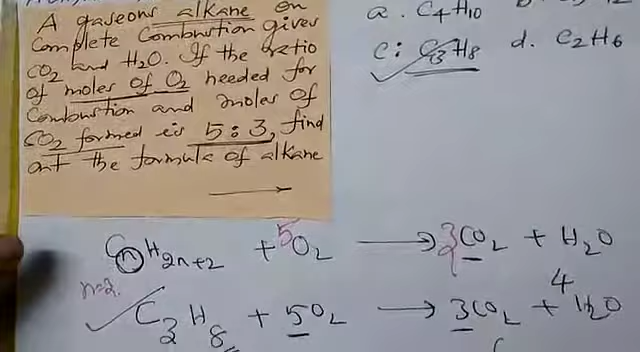 A gaseous alkane on
Complete Combustion gives
CO2 and H2O. If the ratio
of moles of O2 needed for
Combustion and moles of
CO2 formed is 5:3, find
out the formula of alkane
a. C4H10
c: C3H8 d. C2H6
CnH2n+2 + 5O2 → 3CO2 + H2O
C3H8 + 5O2 → 3CO2 + 4H2O